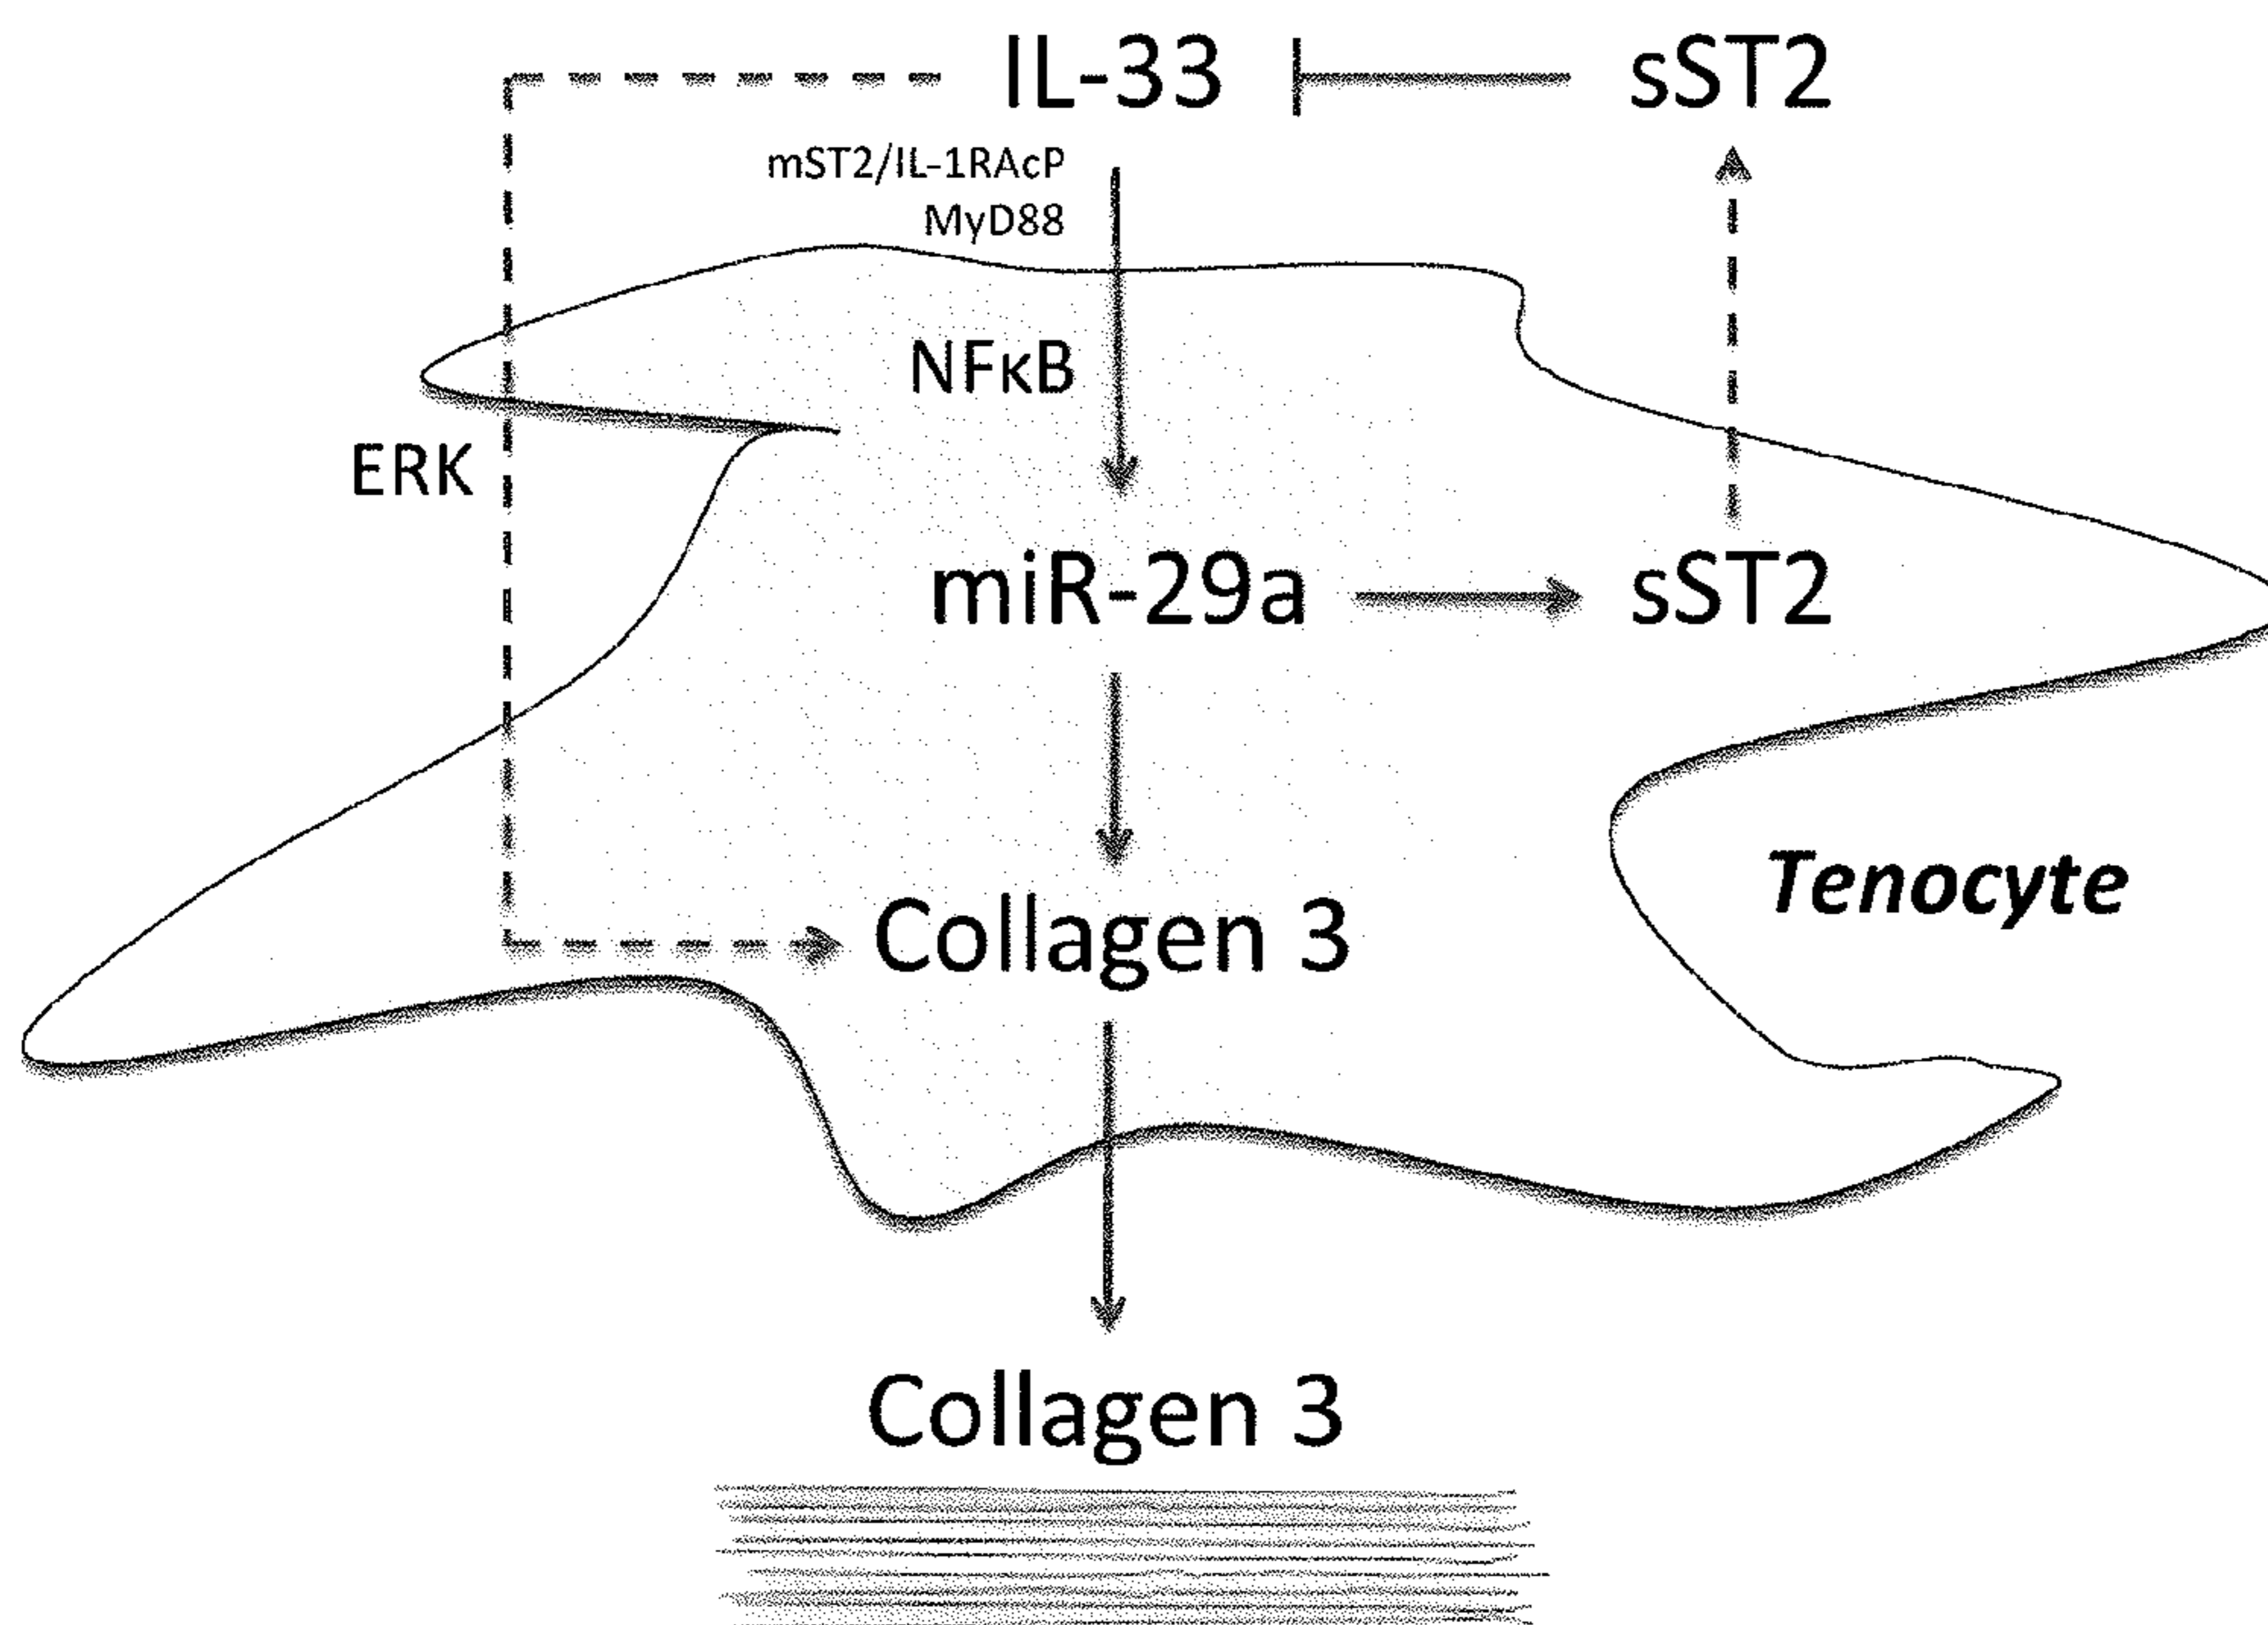 IL-33
sST2
mST2/IL-1RAcP
MyD88
NFκB
ERK
miR-29a
sST2
Tenocyte
Collagen 3
Collagen 3